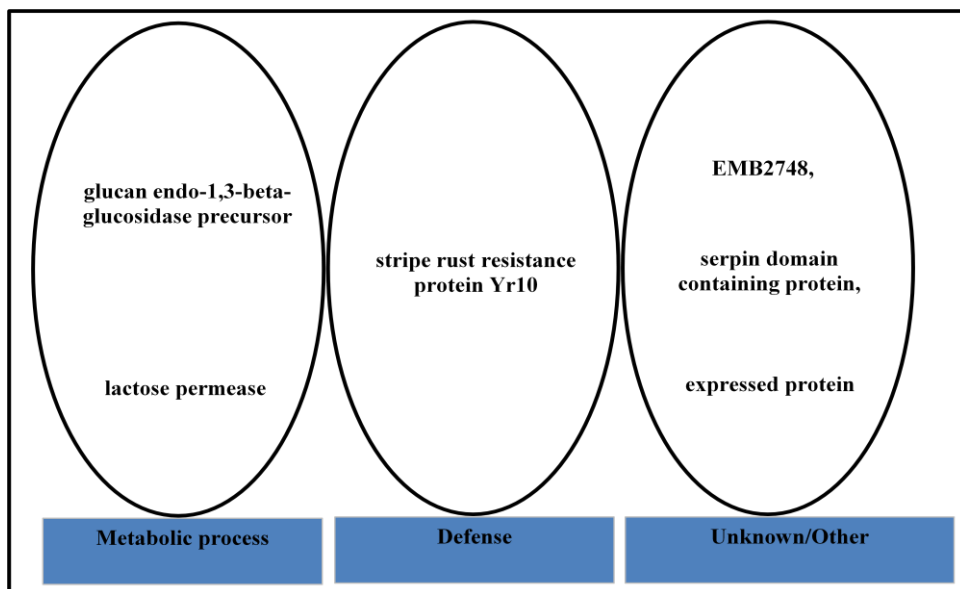 glucan endo-1,3-beta-
glucosidase precursor
lactose permease
Metabolic process
stripe rust resistance
protein Yr10
Defense
EMB2748,
serpin domain
containing protein,
expressed protein
Unknown/Other